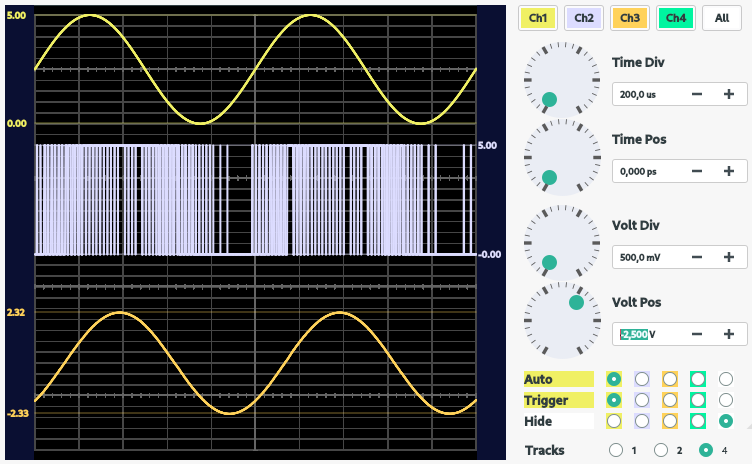 5.00
0.00
5.00
-0.00
2.32
-2.33
Ch1 Ch2 Ch3 Ch4 All
Time Div
200,0 us − +
Time Pos
0,000 ps − +
Volt Div
500,0 mV − +
Volt Pos
-2,500 V − +
Auto
Trigger
Hide
Tracks 1 2 4